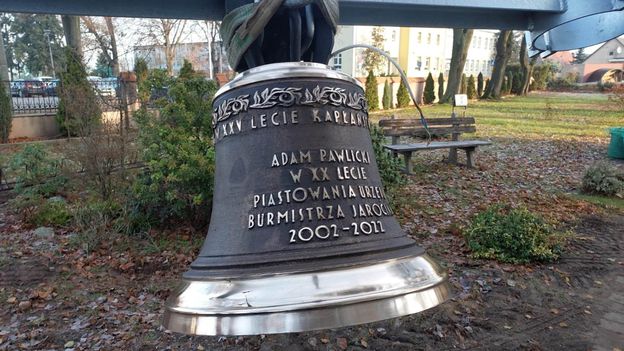 W XXV LECIE
ADAM PAWLICKI
W XX LECIE
PIASTOWANIA
BURMISTRZA
2002-2022